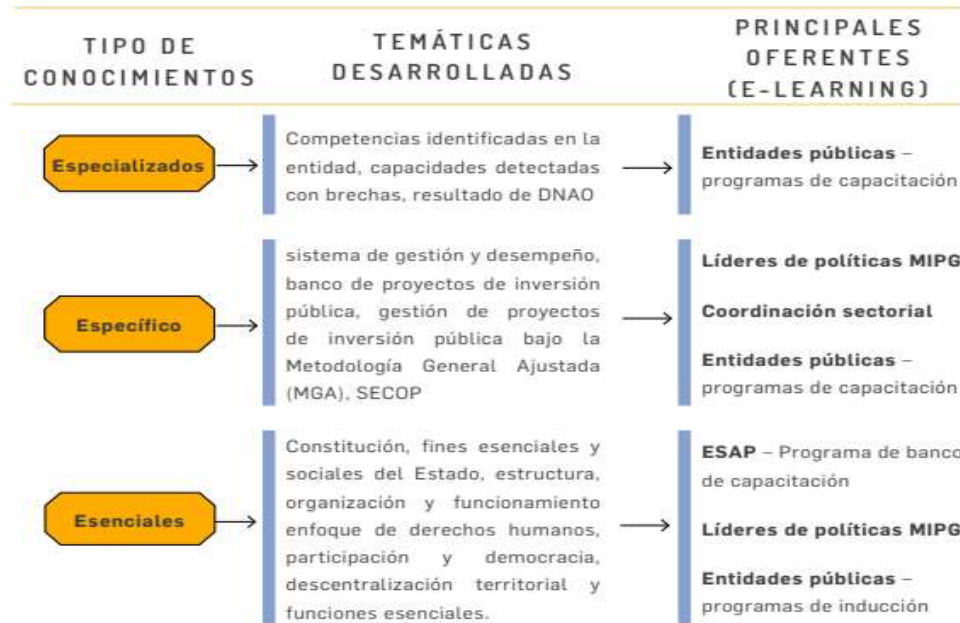 TIPO DE
CONOCIMIENTOS
TEMÁTICAS
DESARROLLADAS
PRINCIPALES
OFERENTES
(E-LEARNING)
Especializados
Competencias identificadas en la
entidad, capacidades detectadas
con brechas, resultado de DNAO
Entidades públicas –
programas de capacitación
Específico
sistema de gestión y desempeño,
banco de proyectos de inversión
pública, gestión de proyectos
de inversión pública bajo la
Metodología General Ajustada
(MGA), SECOP
Líderes de políticas MIPG
Coordinación sectorial
Entidades públicas –
programas de capacitación
Esenciales
Constitución, fines esenciales y
sociales del Estado, estructura,
organización y funcionamiento
enfoque de derechos humanos,
participación y democracia,
descentralización territorial y
funciones esenciales.
ESAP – Programa de banco
de capacitación
Líderes de políticas MIPG
Entidades públicas –
programas de inducción